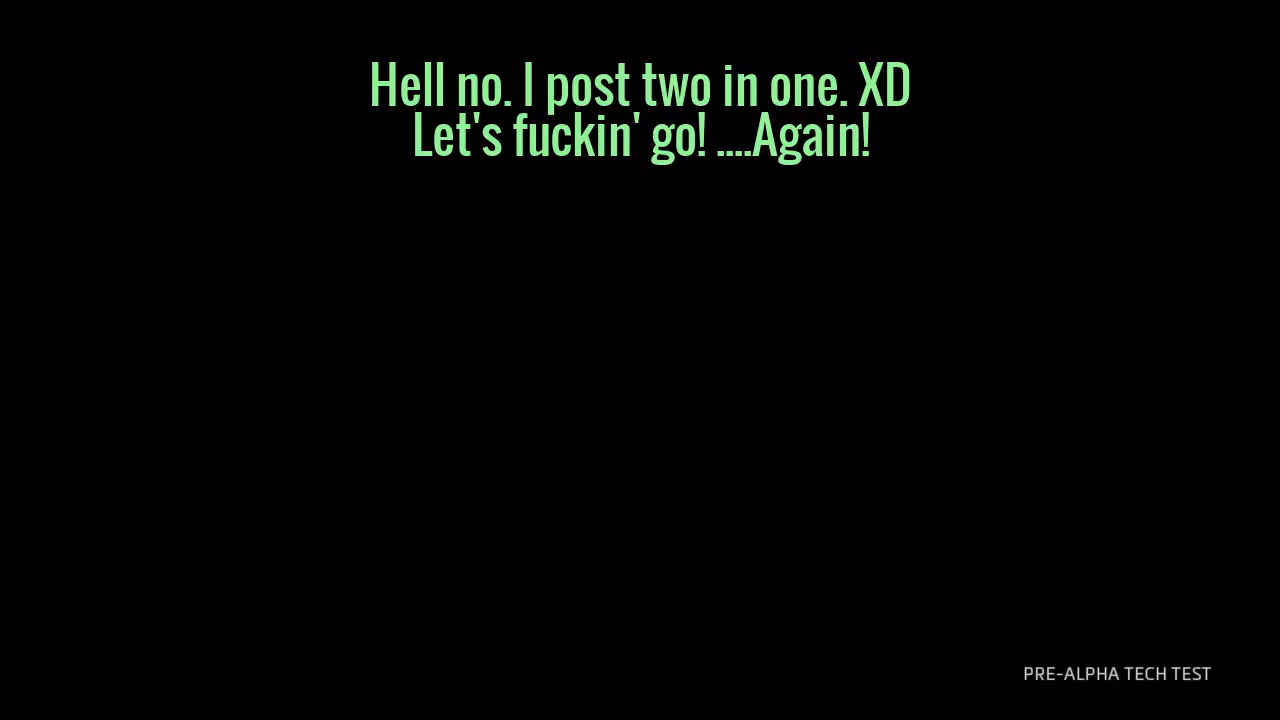 Hell no. I post two in one. XD
Let's fuckin' go! ....Again!
PRE-ALPHA TECH TEST